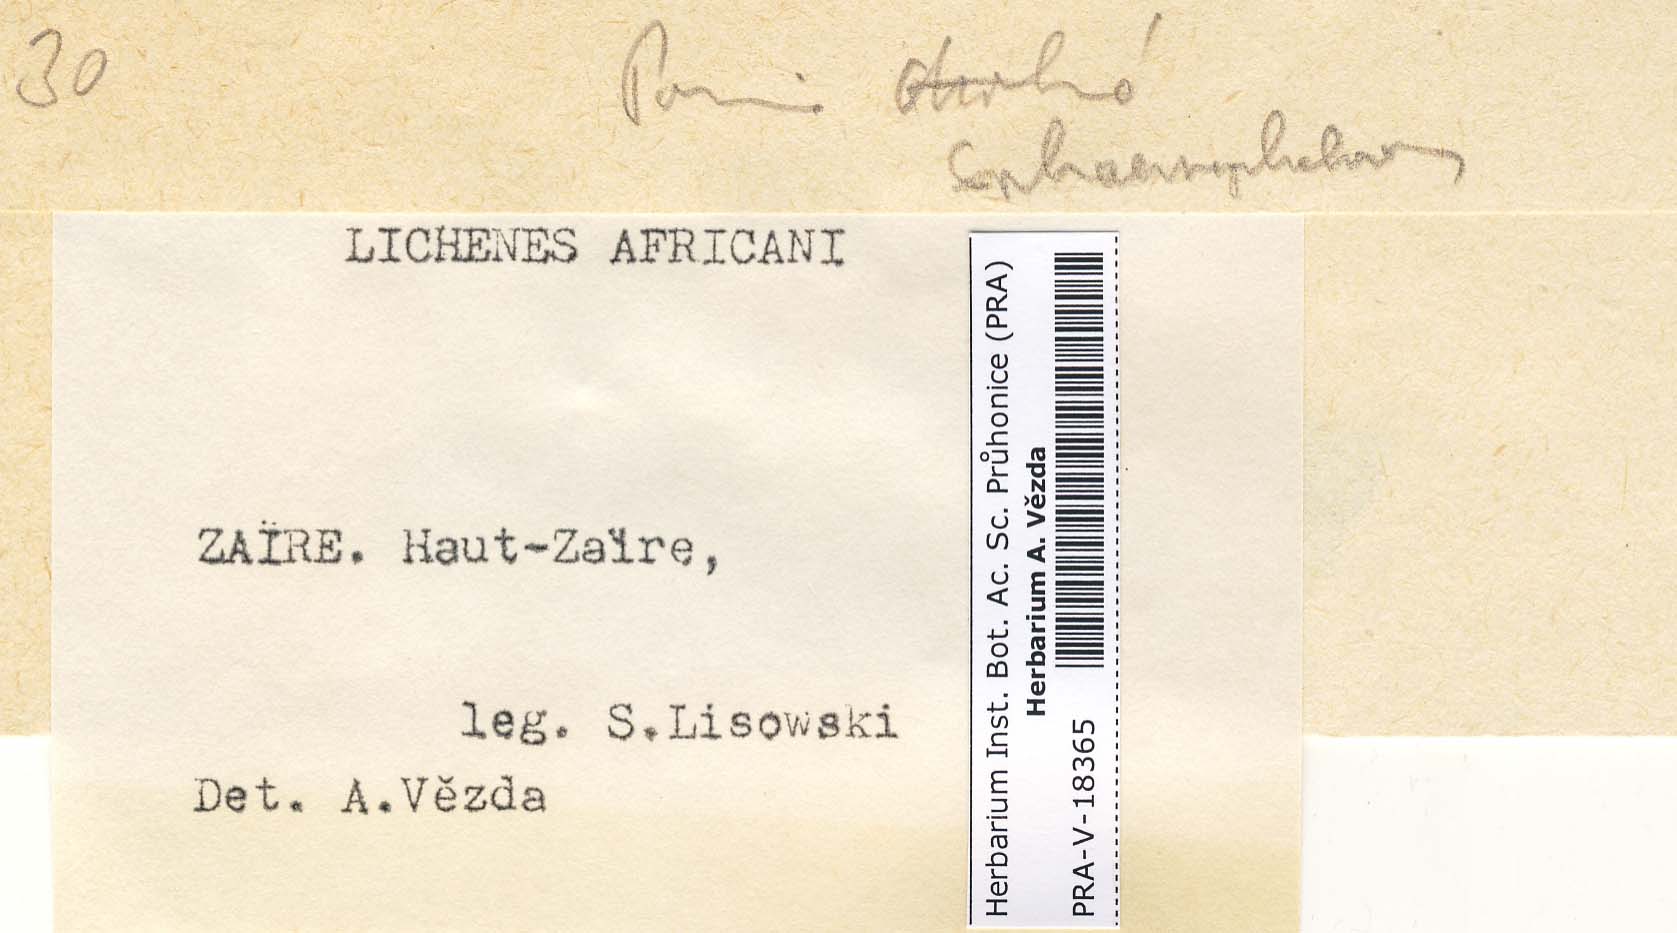 30
LICHENES AFRICANI
ZAÏRE. Haut-Zaïre,
leg. S.Lisowski
Det. A.Vězda
Herbarium Inst. Bot. Ac. Sc. Průhonice (PRA)
Herbarium A. Vězda
PRA-V-18365